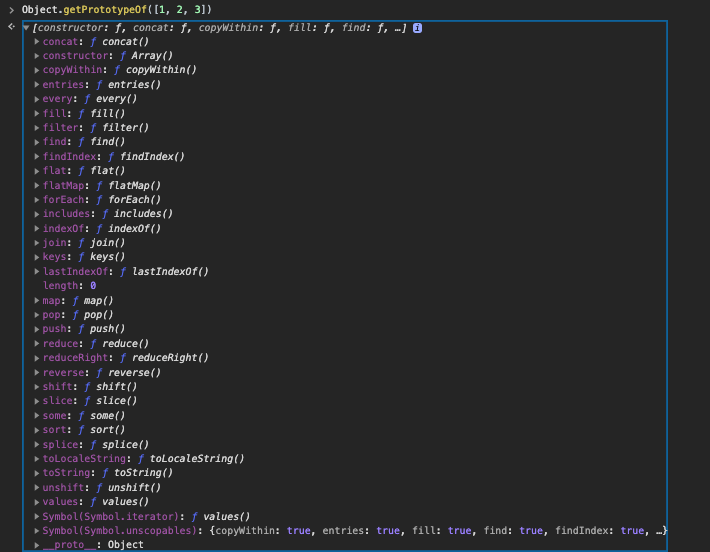 Object.getPrototypeOf([1, 2, 3])
[constructor: ƒ, concat: ƒ, copyWithin: ƒ, fill: ƒ, find: ƒ, …] i
concat: ƒ concat()
constructor: ƒ Array()
copyWithin: ƒ copyWithin()
entries: ƒ entries()
every: ƒ every()
fill: ƒ fill()
filter: ƒ filter()
find: ƒ find()
findIndex: ƒ findIndex()
flat: ƒ flat()
flatMap: ƒ flatMap()
forEach: ƒ forEach()
includes: ƒ includes()
indexOf: ƒ indexOf()
join: ƒ join()
keys: ƒ keys()
lastIndexOf: ƒ lastIndexOf()
length: 0
map: ƒ map()
pop: ƒ pop()
push: ƒ push()
reduce: ƒ reduce()
reduceRight: ƒ reduceRight()
reverse: ƒ reverse()
shift: ƒ shift()
slice: ƒ slice()
some: ƒ some()
sort: ƒ sort()
splice: ƒ splice()
toLocaleString: ƒ toLocaleString()
toString: ƒ toString()
unshift: ƒ unshift()
values: ƒ values()
Symbol(Symbol.iterator): ƒ values()
Symbol(Symbol.unscopables): {copyWithin: true, entries: true, fill: true, find: true, findIndex: true, …}
__proto__: Object